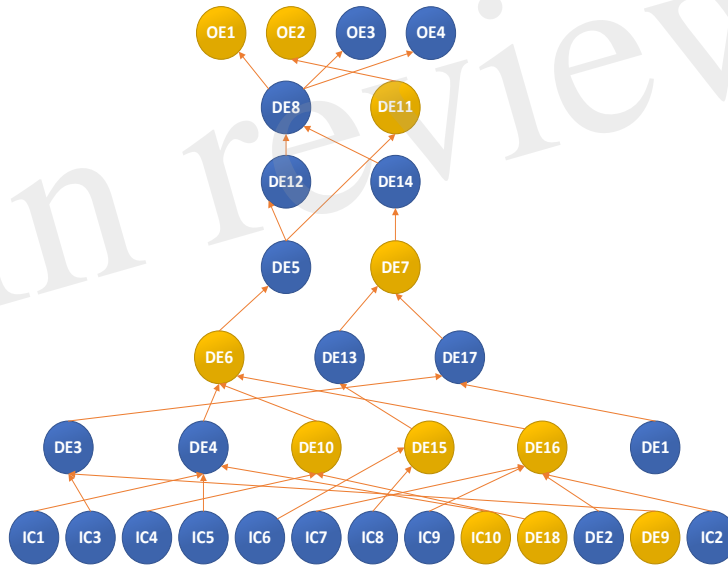 OE1 OE2 OE3 OE4
DE8 DE11
DE12 DE14
DE5 DE7
DE6 DE13 DE17
DE3 DE4 DE10 DE15 DE16 DE1
IC1 IC3 IC4 IC5 IC6 IC7 IC8 IC9 IC10 DE18 DE2 DE9 IC2
in review